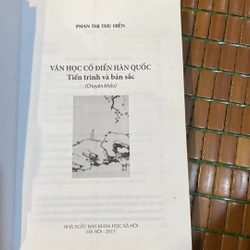 PHAN THỊ THU HIỀN
VĂN HỌC CỔ ĐIỂN HÀN QUỐC
Tiến trình và bản sắc
(Chuyên khảo)
NHÀ XUẤT BẢN KHOA HỌC XÃ HỘI
HÀ NỘI - 2017